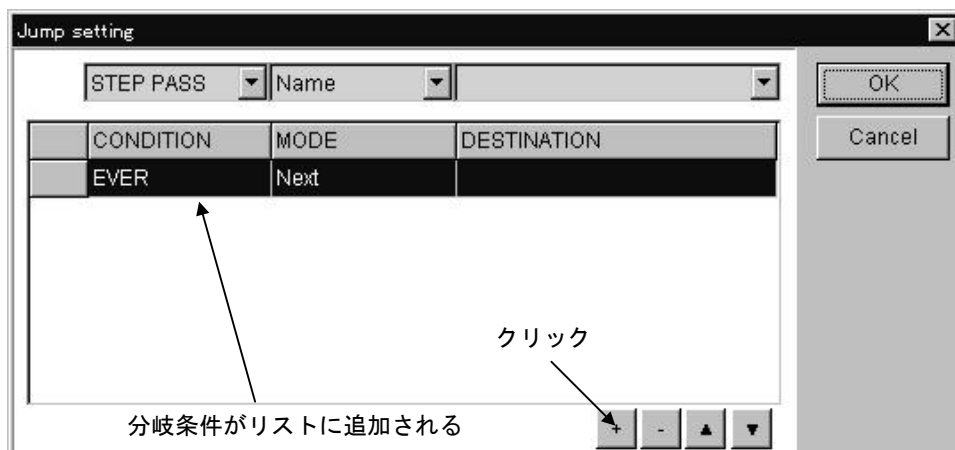 Jump setting
STEP PASS Name
OK
CONDITION MODE DESTINATION
Cancel
EVER Next
クリック
分岐条件がリストに追加される
+ - ▲ ▼